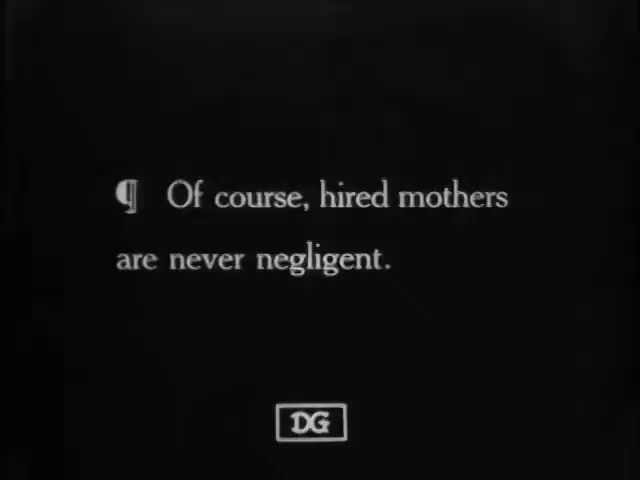 ¶ Of course, hired mothers
are never negligent.
DG